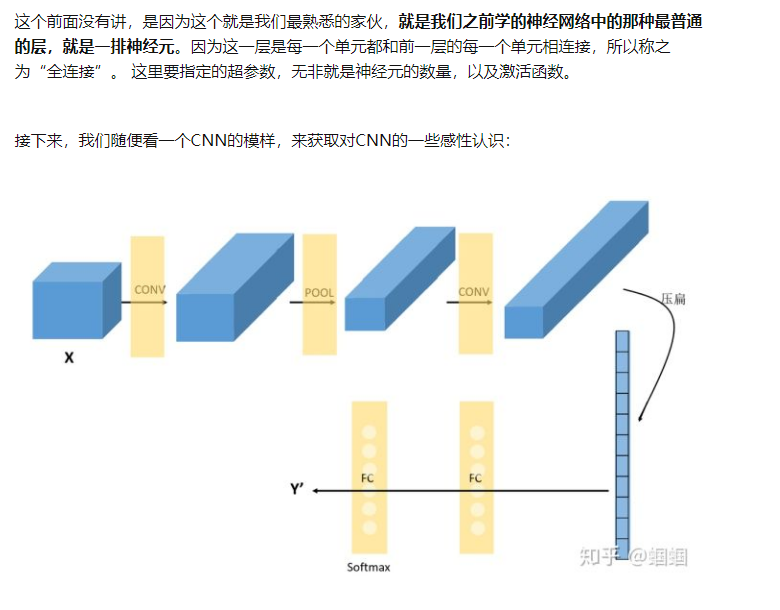 这个前面没有讲，是因为这个就是我们最熟悉的家伙，就是我们之前学的神经网络中的那种最普通
的层，就是一排神经元。因为这一层是每一个单元都和前一层的每一个单元相连接，所以称之
为“全连接”。 这里要指定的超参数，无非就是神经元的数量，以及激活函数。
接下来，我们随便看一个CNN的模样，来获取对CNN的一些感性认识：
CONV
POOL
CONV
压扁
X
FC
FC
Y’
Softmax
知乎 @蝈蝈